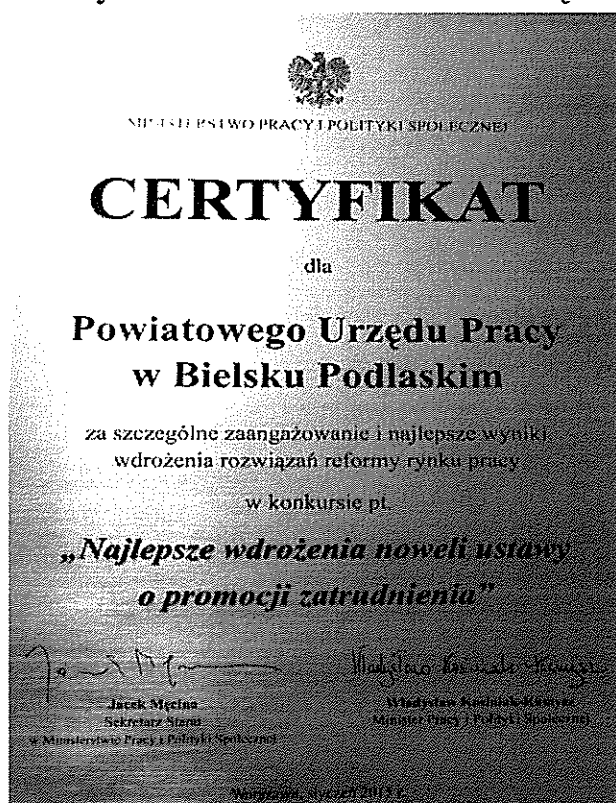 MINISTERSTWO PRACY I POLITYKI SPOŁECZNEJ
CERTYFIKAT
dla
Powiatowego Urzędu Pracy
w Bielsku Podlaskim
za szczególne zaangażowanie i najlepsze wyniki
wdrożenia rozwiązań reformy rynku pracy
w konkursie pt.
„Najlepsze wdrożenia noweli ustawy
o promocji zatrudnienia”
Jacek Męcina
Sekretarz Stanu
w Ministerstwie Pracy i Polityki Społecznej
Władysław Kosiniak-Kamysz
Minister Pracy i Polityki Społecznej
Warszawa, styczeń 2015 r.